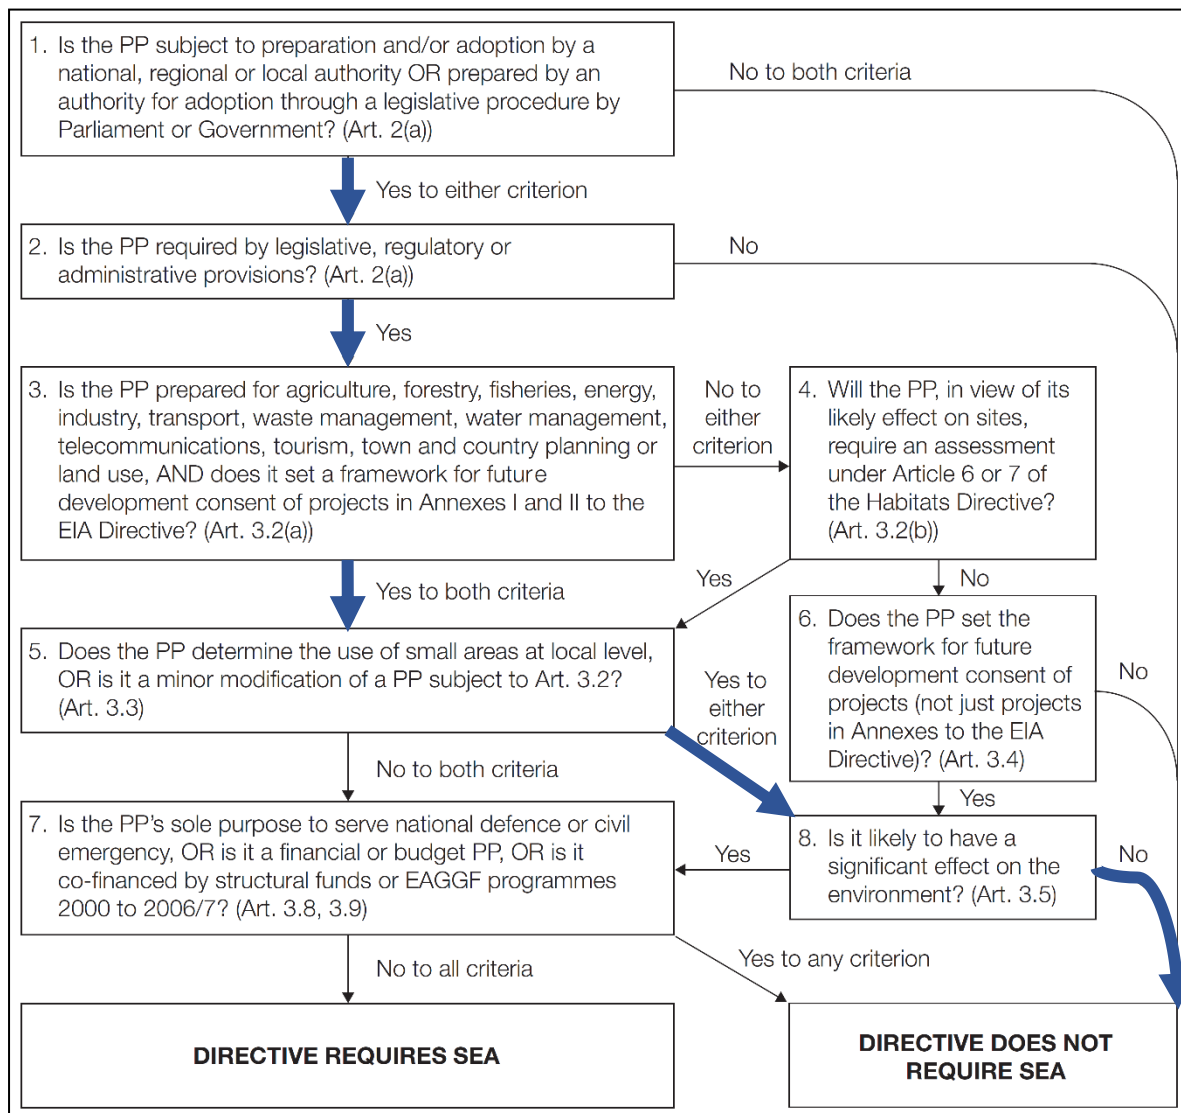 1. Is the PP subject to preparation and/or adoption by a
national, regional or local authority OR prepared by an
authority for adoption through a legislative procedure by
Parliament or Government? (Art. 2(a))
No to both criteria
Yes to either criterion
2. Is the PP required by legislative, regulatory or
administrative provisions? (Art. 2(a))
No
Yes
3. Is the PP prepared for agriculture, forestry, fisheries, energy,
industry, transport, waste management, water management,
telecommunications, tourism, town and country planning or
land use, AND does it set a framework for future
development consent of projects in Annexes I and II to the
EIA Directive? (Art. 3.2(a))
No to
either
criterion
4. Will the PP, in view of its
likely effect on sites,
require an assessment
under Article 6 or 7 of
the Habitats Directive?
(Art. 3.2(b))
Yes to both criteria
Yes
No
5. Does the PP determine the use of small areas at local level,
OR is it a minor modification of a PP subject to Art. 3.2?
(Art. 3.3)
Yes to
either
criterion
6. Does the PP set the
framework for future
development consent of
projects (not just projects
in Annexes to the EIA
Directive)? (Art. 3.4)
No
No to both criteria
Yes
7. Is the PP's sole purpose to serve national defence or civil
emergency, OR is it a financial or budget PP, OR is it
co-financed by structural funds or EAGGF programmes
2000 to 2006/7? (Art. 3.8, 3.9)
Yes
8. Is it likely to have a
significant effect on the
environment? (Art. 3.5)
No
No to all criteria
Yes to any criterion
DIRECTIVE REQUIRES SEA
DIRECTIVE DOES NOT
REQUIRE SEA